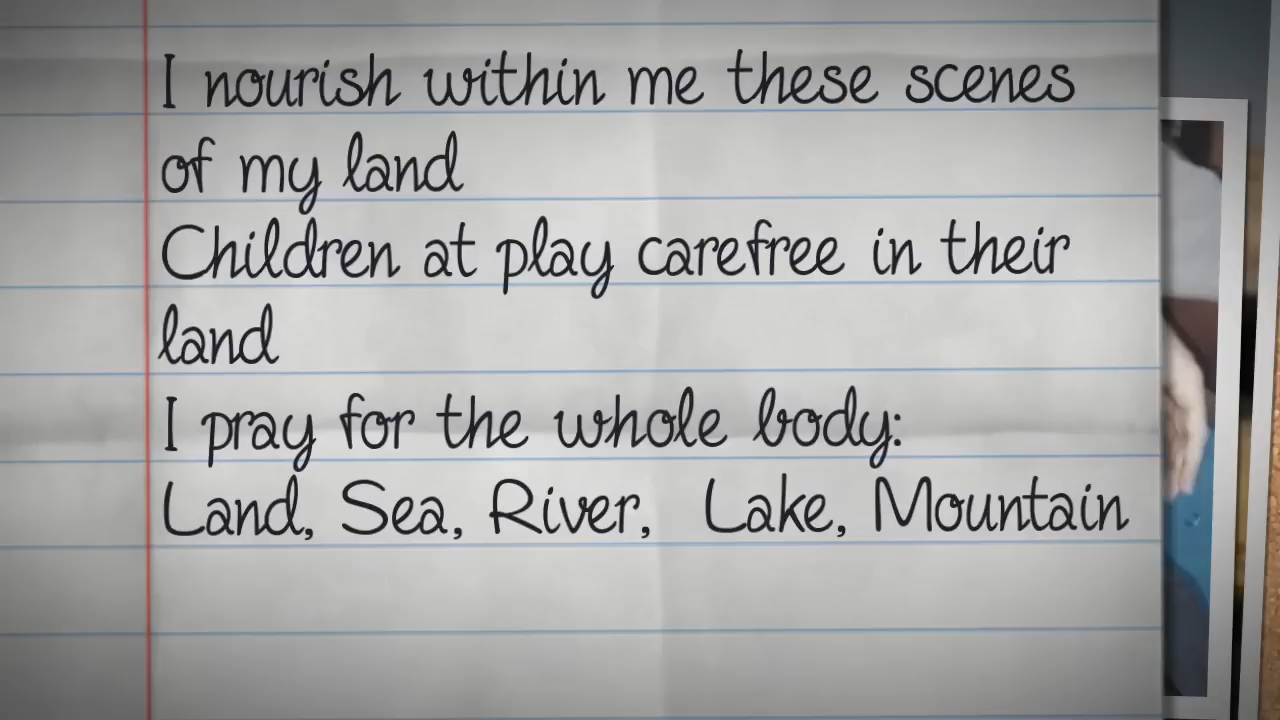 I nourish within me these scenes
of my land
Children at play carefree in their
land
I pray for the whole body:
Land, Sea, River, Lake, Mountain